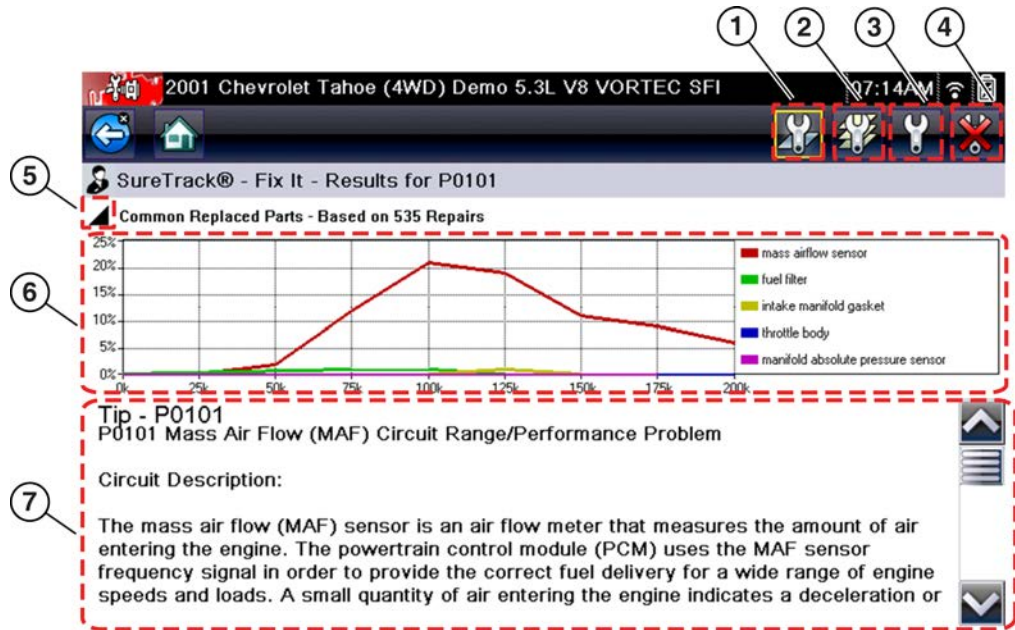 1
2
3
4
2001 Chevrolet Tahoe (4WD) Demo 5.3L V8 VORTEC SFI 07:14AM
SureTrack® - Fix It - Results for P0101
5
Common Replaced Parts - Based on 535 Repairs
6
25%
20%
15%
10%
5%
0%
0k 25k 50k 75k 100k 125k 150k 175k 200k
mass airflow sensor
fuel filter
intake manifold gasket
throttle body
manifold absolute pressure sensor
7
Tip - P0101
P0101 Mass Air Flow (MAF) Circuit Range/Performance Problem
Circuit Description:
The mass air flow (MAF) sensor is an air flow meter that measures the amount of air
entering the engine. The powertrain control module (PCM) uses the MAF sensor
frequency signal in order to provide the correct fuel delivery for a wide range of engine
speeds and loads. A small quantity of air entering the engine indicates a deceleration or